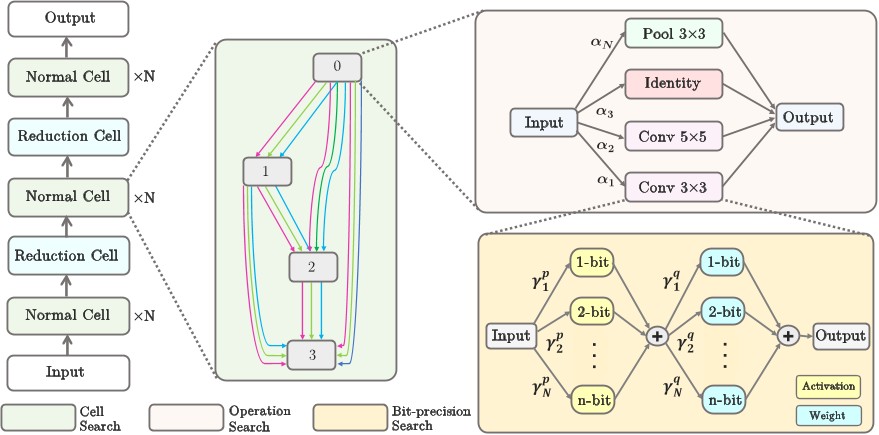 Output
Normal Cell
×N
Reduction Cell
Normal Cell
×N
Reduction Cell
Normal Cell
×N
Input
0
1
2
3
Input
α_N
α_3
α_2
α_1
Pool 3×3
Identity
Conv 5×5
Conv 3×3
Output
Input
γ_1^p
γ_2^p
γ_N^p
1-bit
2-bit
⋮
n-bit
+
γ_1^q
γ_2^q
γ_N^q
1-bit
2-bit
⋮
n-bit
+
Output
Activation
Weight
Cell
Search
Operation
Search
Bit-precision
Search